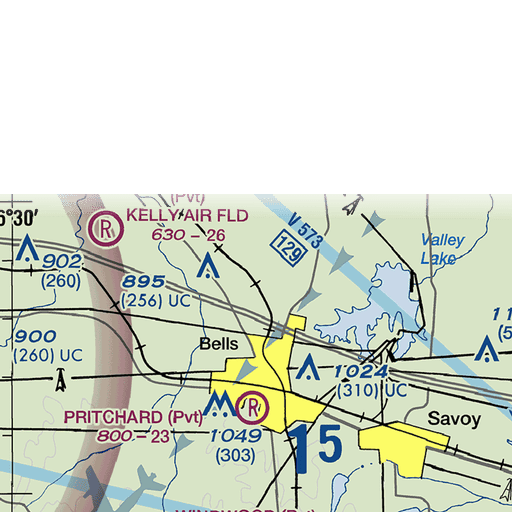 (Pvt)
6°30'
KELLY AIR FLD
630 – 26
V 573
129
Valley
Lake
902
(260)
895
(256) UC
900
(260) UC
Bells
11
(5
1024
(310) UC
PRITCHARD (Pvt)
800 – 23
1049
(303)
15
Savoy
WINDWOOD (Pvt)
R
R